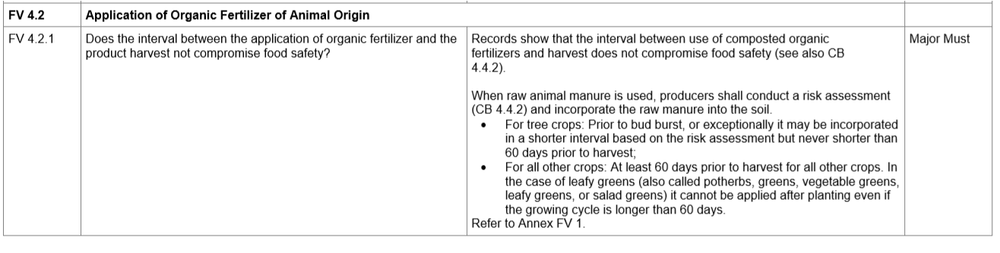 FV 4.2 Application of Organic Fertilizer of Animal Origin
FV 4.2.1
Does the interval between the application of organic fertilizer and the
product harvest not compromise food safety?
Records show that the interval between use of composted organic
fertilizers and harvest does not compromise food safety (see also CB
4.4.2).
When raw animal manure is used, producers shall conduct a risk assessment
(CB 4.4.2) and incorporate the raw manure into the soil.
• For tree crops: Prior to bud burst, or exceptionally it may be incorporated
in a shorter interval based on the risk assessment but never shorter than
60 days prior to harvest;
• For all other crops: At least 60 days prior to harvest for all other crops. In
the case of leafy greens (also called potherbs, greens, vegetable greens,
leafy greens, or salad greens) it cannot be applied after planting even if
the growing cycle is longer than 60 days.
Refer to Annex FV 1.
Major Must